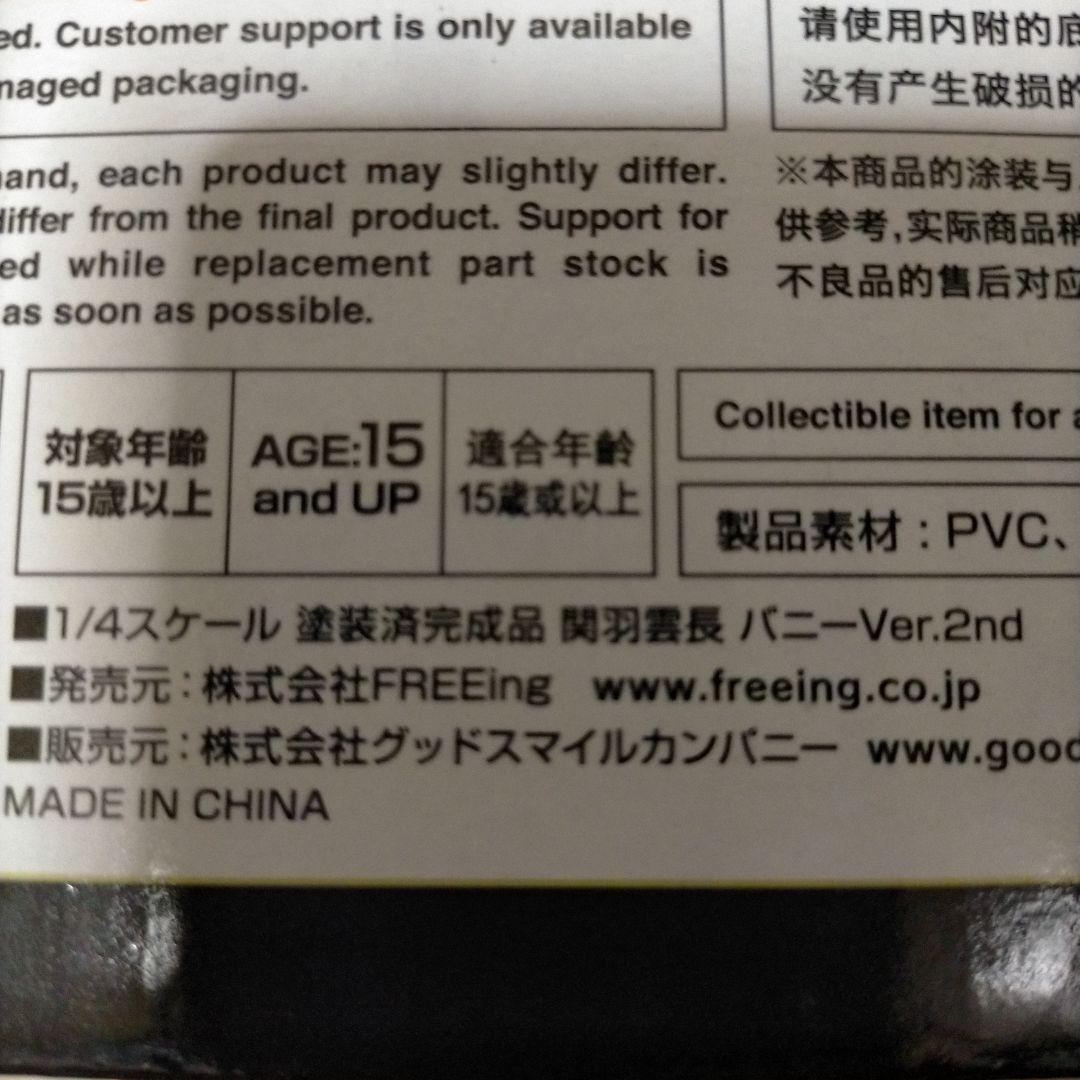 ed. Customer support is only available
maged packaging.
hand, each product may slightly differ.
differ from the final product. Support for
ed while replacement part stock is
as soon as possible.
请使用内附的底
没有产生破损的
※本商品的涂装与
供参考,实际商品稍
不良品的售后对应
対象年齢
15歳以上
AGE:15
and UP
適合年齡
15歲或以上
Collectible item for a
製品素材：PVC、
■1/4スケール 塗装済完成品 関羽雲長 バニーVer.2nd
■発売元：株式会社FREEing www.freeing.co.jp
■販売元：株式会社グッドスマイルカンパニー www.good
MADE IN CHINA